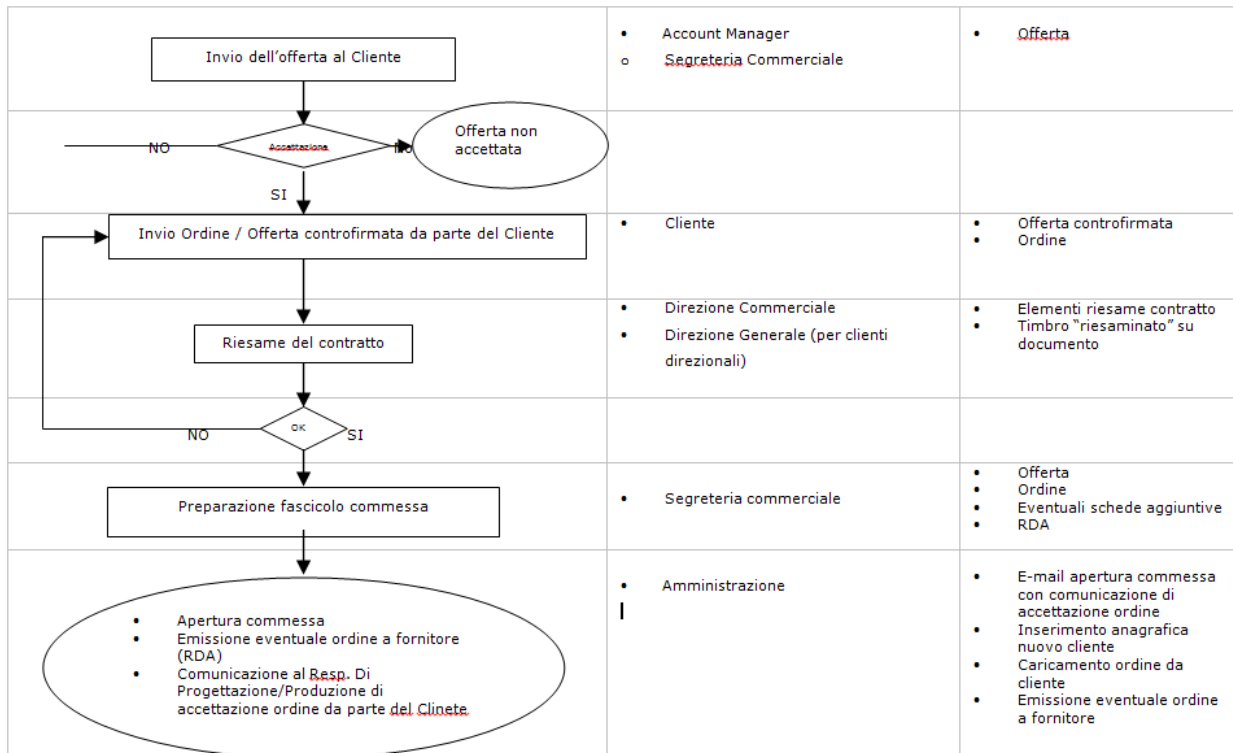 Invio dell'offerta al Cliente
• Account Manager
o Segreteria Commerciale
• Offerta
NO
Accettazione
No
Offerta non
accettata
SI
Invio Ordine / Offerta controfirmata da parte del Cliente
• Cliente
• Offerta controfirmata
• Ordine
Riesame del contratto
• Direzione Commerciale
• Direzione Generale (per clienti
direzionali)
• Elementi riesame contratto
• Timbro "riesaminato" su
documento
NO
OK
SI
Preparazione fascicolo commessa
• Segreteria commerciale
• Offerta
• Ordine
• Eventuali schede aggiuntive
• RDA
• Apertura commessa
• Emissione eventuale ordine a fornitore
(RDA)
• Comunicazione al Resp. Di
Progettazione/Produzione di
accettazione ordine da parte del Clinete
• Amministrazione
• E-mail apertura commessa
con comunicazione di
accettazione ordine
• Inserimento anagrafica
nuovo cliente
• Caricamento ordine da
cliente
• Emissione eventuale ordine
a fornitore